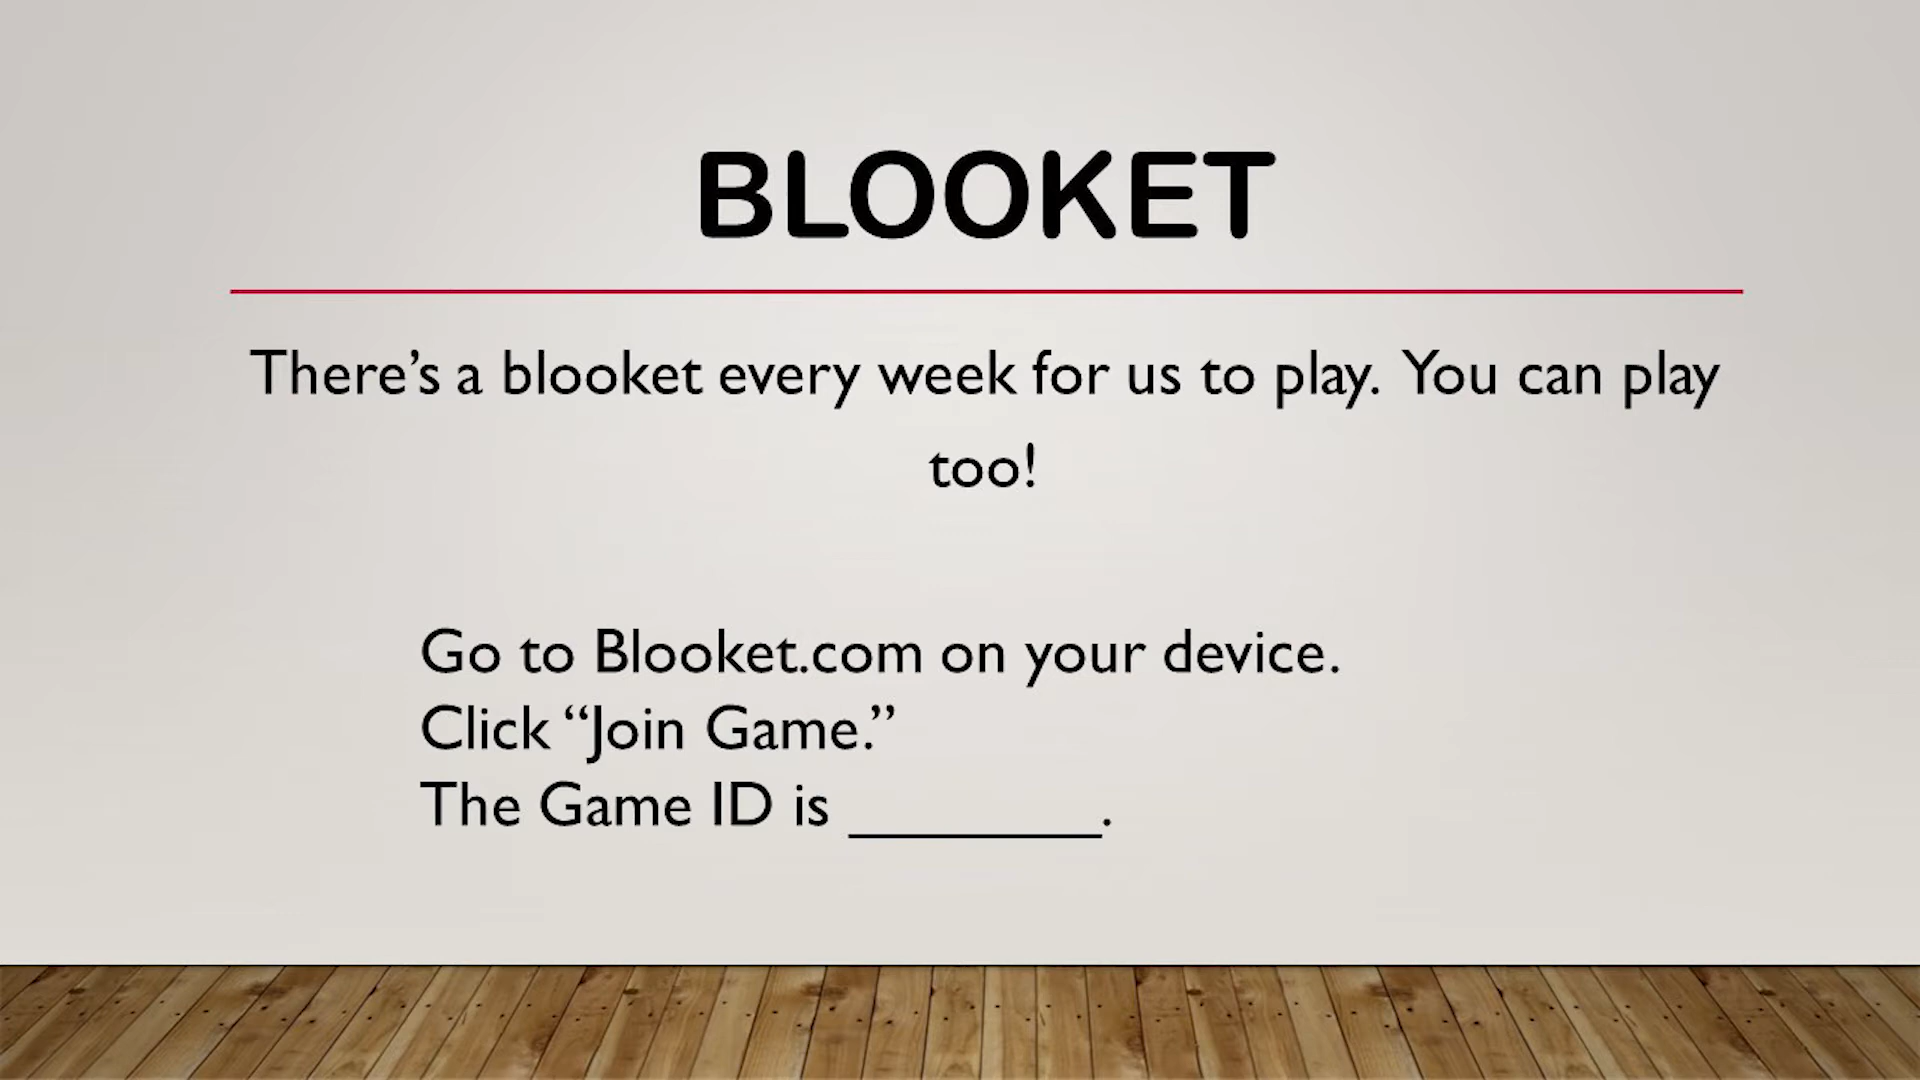 BLOOKET
There’s a blooket every week for us to play. You can play
too!
Go to Blooket.com on your device.
Click “Join Game.”
The Game ID is ________.